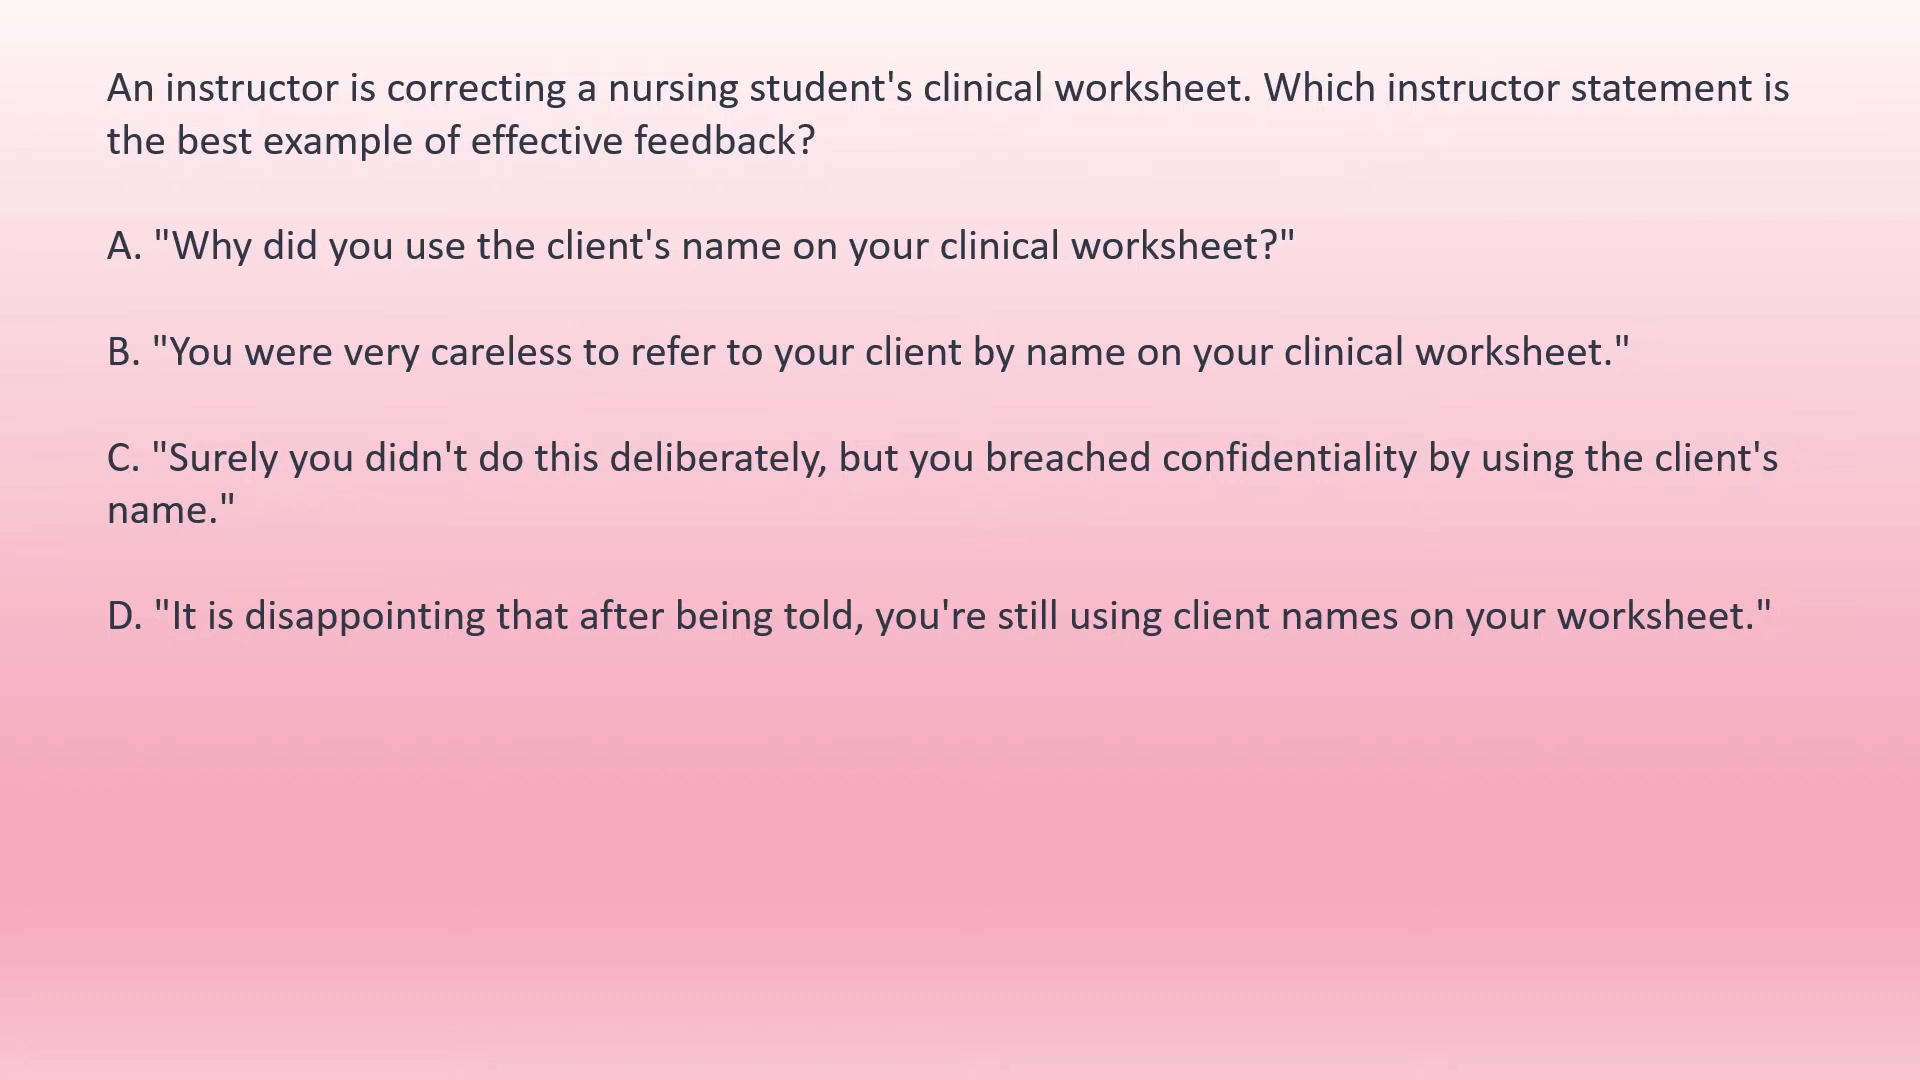 An instructor is correcting a nursing student's clinical worksheet. Which instructor statement is
the best example of effective feedback?
A. "Why did you use the client's name on your clinical worksheet?"
B. "You were very careless to refer to your client by name on your clinical worksheet."
C. "Surely you didn't do this deliberately, but you breached confidentiality by using the client's
name."
D. "It is disappointing that after being told, you're still using client names on your worksheet."